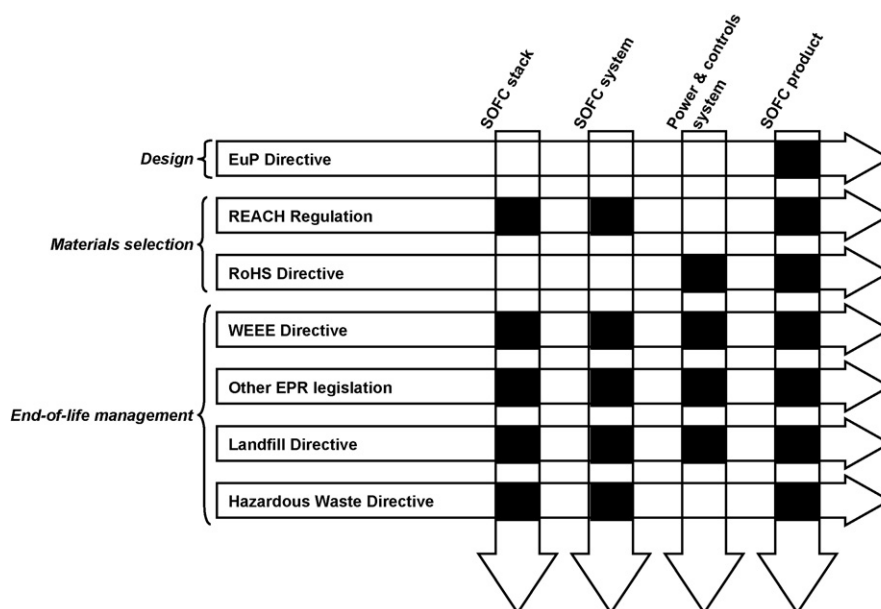 SOFC stack
SOFC system
Power & controls
system
SOFC product
Design
EuP Directive
REACH Regulation
Materials selection
RoHS Directive
WEEE Directive
Other EPR legislation
End-of-life management
Landfill Directive
Hazardous Waste Directive